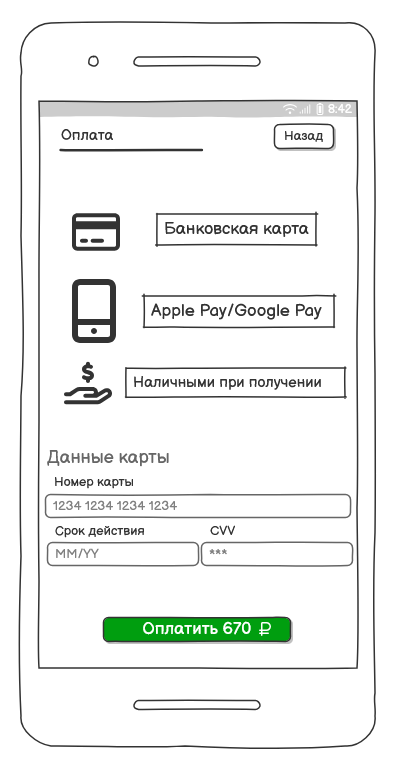 8:42
Оплата
Назад
Банковская карта
Apple Pay/Google Pay
$
Наличными при получении
Данные карты
Номер карты
1234 1234 1234 1234
Срок действия CVV
MM/YY ***
Оплатить 670 ₽